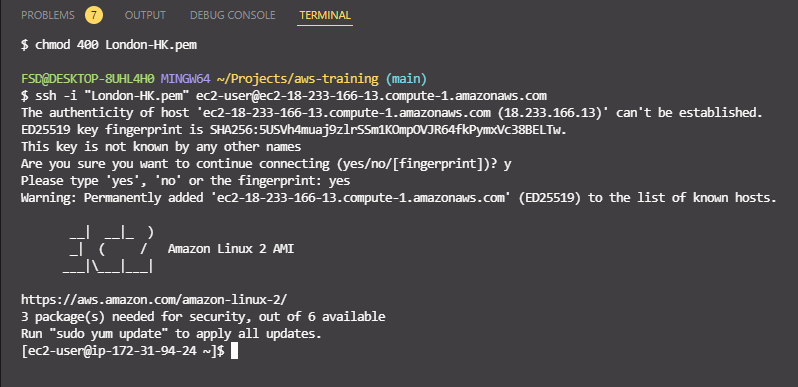 PROBLEMS 7 OUTPUT DEBUG CONSOLE TERMINAL
$ chmod 400 London-HK.pem
FSD@DESKTOP-8UHL4H0 MINGW64 ~/Projects/aws-training (main)
$ ssh -i "London-HK.pem" ec2-user@ec2-18-233-166-13.compute-1.amazonaws.com
The authenticity of host 'ec2-18-233-166-13.compute-1.amazonaws.com (18.233.166.13)' can't be established.
ED25519 key fingerprint is SHA256:5USVh4muaj9zlrSSm1KOmpOVJR64fkPymxVc38BELTw.
This key is not known by any other names
Are you sure you want to continue connecting (yes/no/[fingerprint])? y
Please type 'yes', 'no' or the fingerprint: yes
Warning: Permanently added 'ec2-18-233-166-13.compute-1.amazonaws.com' (ED25519) to the list of known hosts.
       __|  __|_  )
       _|  (     /   Amazon Linux 2 AMI
      ___|\___|___|
https://aws.amazon.com/amazon-linux-2/
3 package(s) needed for security, out of 6 available
Run "sudo yum update" to apply all updates.
[ec2-user@ip-172-31-94-24 ~]$